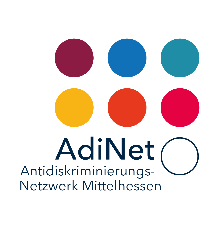 AdiNet
Antidiskriminierungs-
Netzwerk Mittelhessen